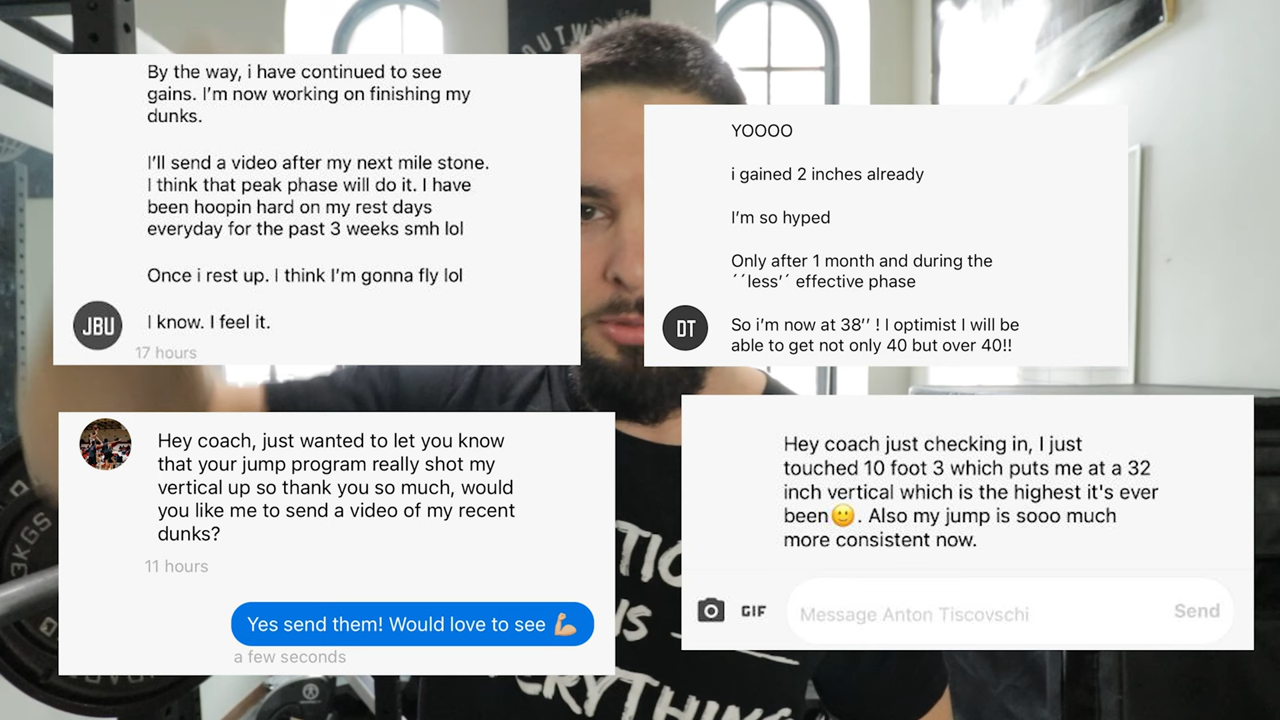 By the way, i have continued to see
gains. I'm now working on finishing my
dunks.
I'll send a video after my next mile stone.
I think that peak phase will do it. I have
been hoopin hard on my rest days
everyday for the past 3 weeks smh lol
Once i rest up. I think I'm gonna fly lol
I know. I feel it.
JBU
17 hours
YOOOO
i gained 2 inches already
I'm so hyped
Only after 1 month and during the
´´less'´ effective phase
So i'm now at 38'' ! I optimist I will be
able to get not only 40 but over 40!!
DT
Hey coach, just wanted to let you know
that your jump program really shot my
vertical up so thank you so much, would
you like me to send a video of my recent
dunks?
11 hours
Yes send them! Would love to see 💪🏼
a few seconds
Hey coach just checking in, I just
touched 10 foot 3 which puts me at a 32
inch vertical which is the highest it's ever
been🙂. Also my jump is sooo much
more consistent now.
GIF
Message Anton Tiscovschi
Send
KGS